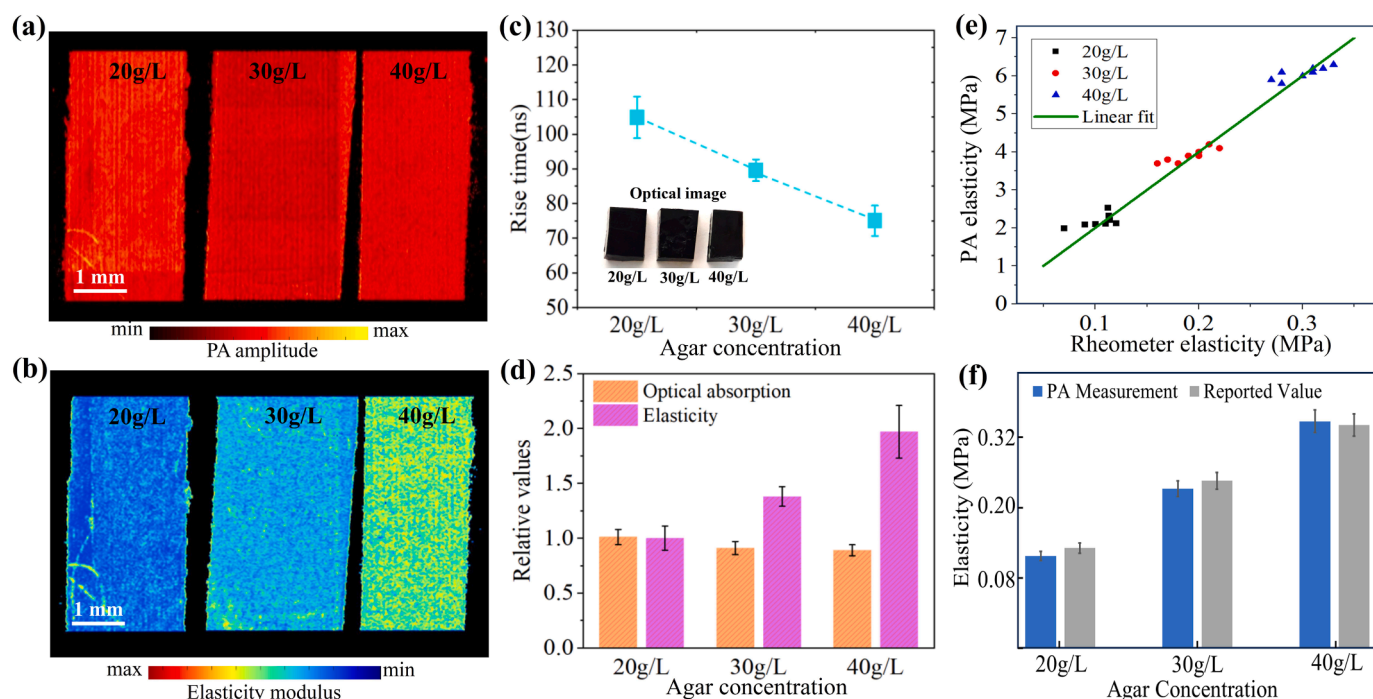 (a)
20g/L
30g/L
40g/L
1 mm
min
max
PA amplitude
(b)
20g/L
30g/L
40g/L
1 mm
max
min
Elasticity modulus
(c)
130
120
110
100
90
80
70
60
50
Rise time(ns)
Optical image
20g/L
30g/L
40g/L
20g/L
30g/L
40g/L
Agar concentration
(d)
2.5
2.0
1.5
1.0
0.5
0.0
Relative values
Optical absorption
Elasticity
20g/L
30g/L
40g/L
Agar concentration
(e)
7
6
5
4
3
2
1
0
PA elasticity (MPa)
20g/L
30g/L
40g/L
Linear fit
0.1
0.2
0.3
Rheometer elasticity (MPa)
(f)
PA Measurement
Reported Value
0.32
0.20
0.08
Elasticity (MPa)
20g/L
30g/L
40g/L
Agar Concentration